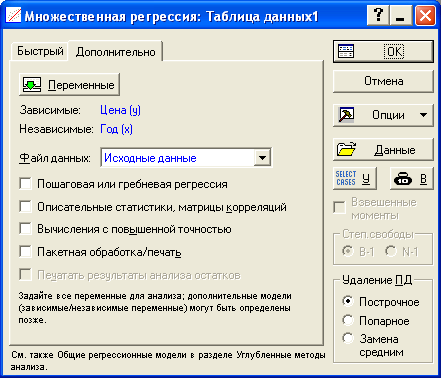 Множественная регрессия: Таблица данных1
Быстрый
Дополнительно
Переменные
Зависимые: Цена (y)
Независимые: Год (x)
Файл данных: Исходные данные
Пошаговая или гребневая регрессия
Описательные статистики, матрицы корреляций
Вычисления с повышенной точностью
Пакетная обработка/печать
Печатать результаты анализа остатков
Задайте все переменные для анализа; дополнительные модели
(зависимые/независимые переменные) могут быть определены
позже.
См. также Общие регрессионные модели в разделе Углубленные методы
анализа.
OK
Отмена
Опции
Данные
SELECT
CASES
У
В
Взвешенные
моменты
Степ.свободы
В-1
N-1
Удаление ПД
Построчное
Попарное
Замена
средним